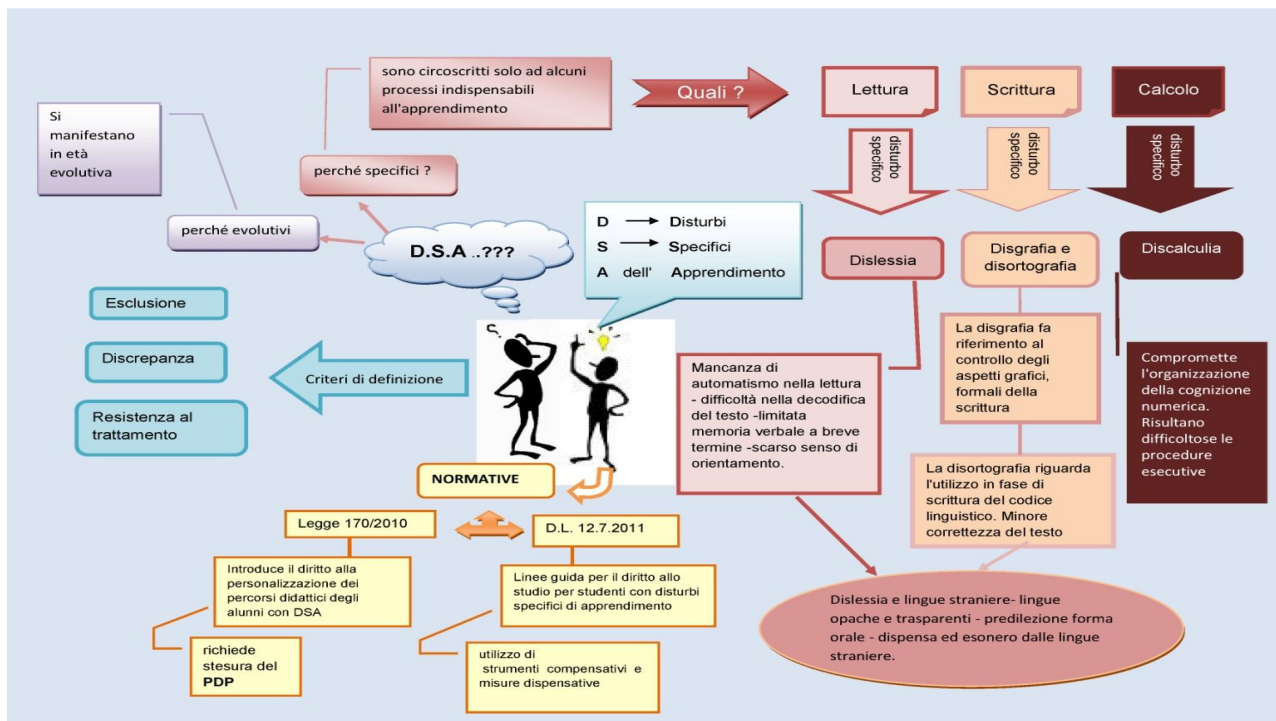 Si
manifestano
in età
evolutiva
perché evolutivi
sono circoscritti solo ad alcuni
processi indispensabili
all'apprendimento
perché specifici ?
D.S.A ..???
Quali ?
Lettura
Scrittura
Calcolo
disturbo
specifico
disturbo
specifico
disturbo
specifico
D Disturbi
S Specifici
A dell' Apprendimento
Dislessia
Disgrafia e
disortografia
Discalculia
Esclusione
Discrepanza
Resistenza al
trattamento
Criteri di definizione
?
Mancanza di
automatismo nella lettura
- difficoltà nella decodifica
del testo -limitata
memoria verbale a breve
termine -scarso senso di
orientamento.
La disgrafia fa
riferimento al
controllo degli
aspetti grafici,
formali della
scrittura
La disortografia riguarda
l'utilizzo in fase di
scrittura del codice
linguistico. Minore
correttezza del testo
Compromette
l'organizzazione
della cognizione
numerica.
Risultano
difficoltose le
procedure
esecutive
NORMATIVE
Legge 170/2010
D.L. 12.7.2011
Introduce il diritto alla
personalizzazione dei
percorsi didattici degli
alunni con DSA
richiede
stesura del
PDP
Linee guida per il diritto allo
studio per studenti con disturbi
specifici di apprendimento
utilizzo di
strumenti compensativi e
misure dispensative
Dislessia e lingue straniere- lingue
opache e trasparenti - predilezione forma
orale - dispensa ed esonero dalle lingue
straniere.